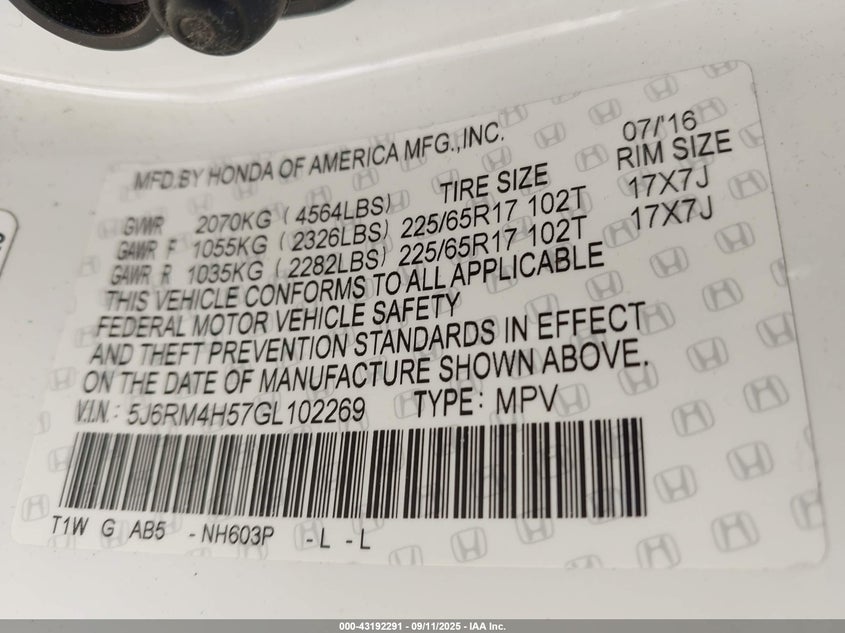 MFD.BY HONDA OF AMERICA MFG.,INC. 07/'16
TIRE SIZE RIM SIZE
GVWR 2070KG (4564LBS)
GAWR F 1055KG (2326LBS) 225/65R17 102T 17X7J
GAWR R 1035KG (2282LBS) 225/65R17 102T 17X7J
THIS VEHICLE CONFORMS TO ALL APPLICABLE
FEDERAL MOTOR VEHICLE SAFETY
AND THEFT PREVENTION STANDARDS IN EFFECT
ON THE DATE OF MANUFACTURE SHOWN ABOVE.
V.I.N.: 5J6RM4H57GL102269 TYPE: MPV
T1W G AB5 -NH603P -L -L
000-43192291 - 09/11/2025 - IAA Inc.